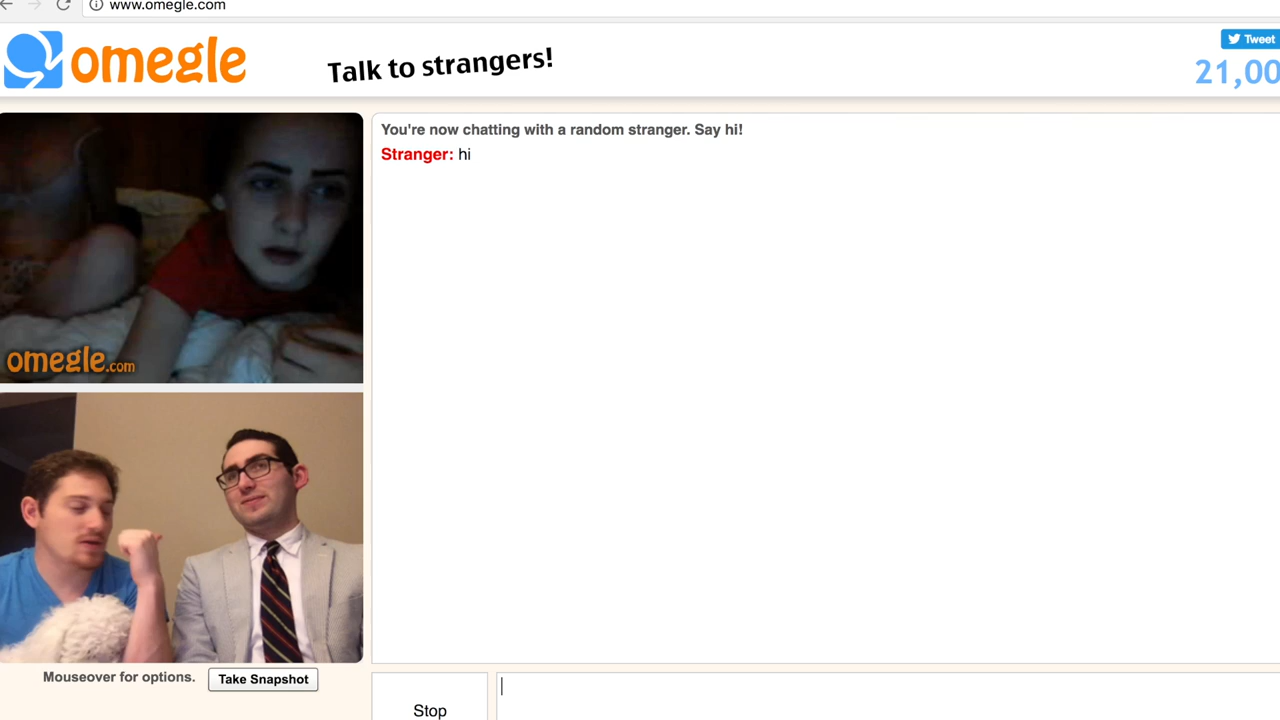 www.omegle.com
omegle
Talk to strangers!
Tweet
21,00
You're now chatting with a random stranger. Say hi!
Stranger: hi
omegle.com
Mouseover for options.
Take Snapshot
Stop